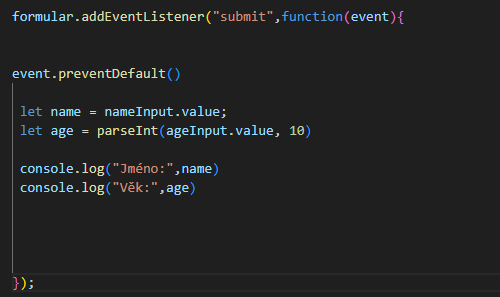 formular.addEventListener("submit",function(event){
event.preventDefault()
let name = nameInput.value;
let age = parseInt(ageInput.value, 10)
console.log("Jméno:",name)
console.log("Věk:",age)
});